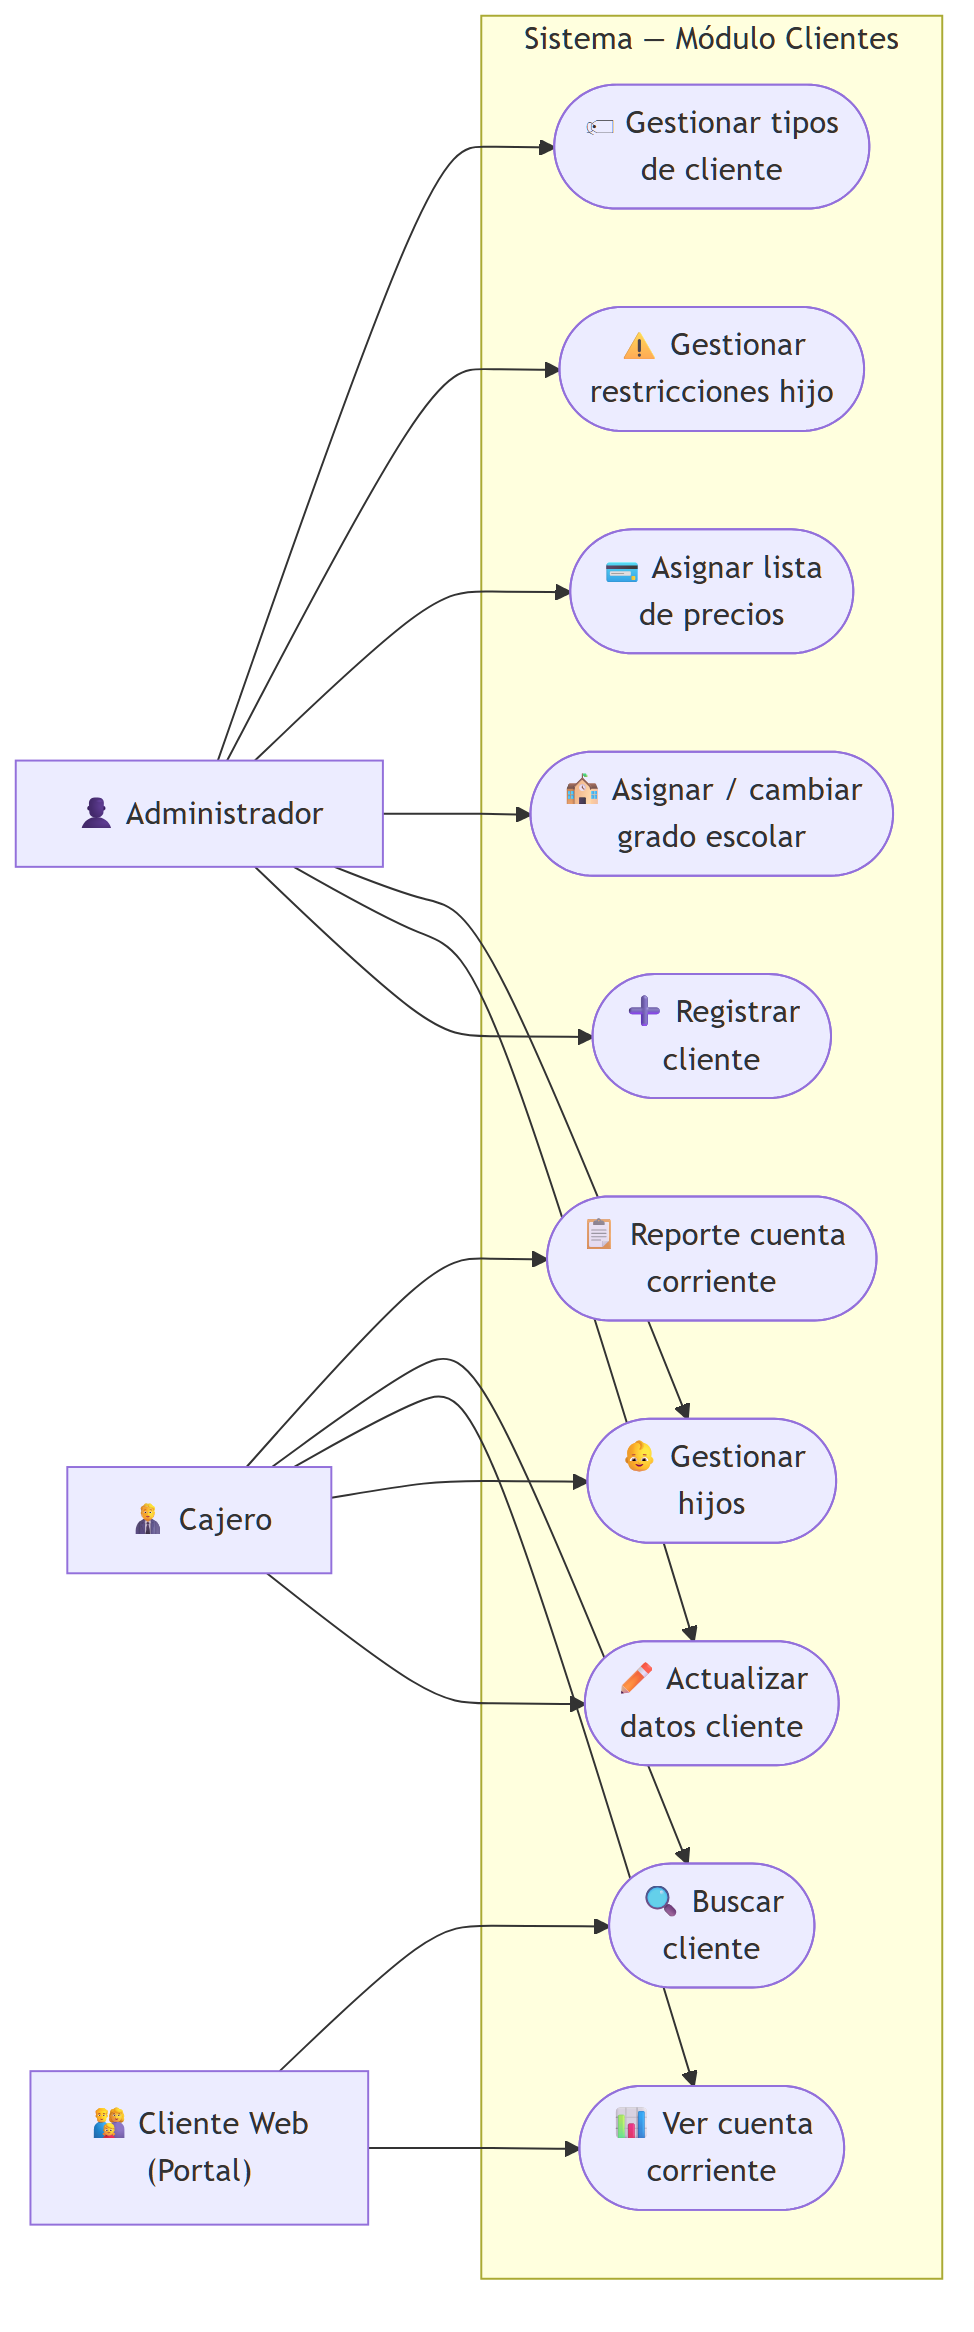 Sistema — Módulo Clientes
Gestionar tipos
de cliente
Gestionar
restricciones hijo
Asignar lista
de precios
Administrador
Asignar / cambiar
grado escolar
Registrar
cliente
Reporte cuenta
corriente
Gestionar
hijos
Cajero
Actualizar
datos cliente
Buscar
cliente
Cliente Web
(Portal)
Ver cuenta
corriente